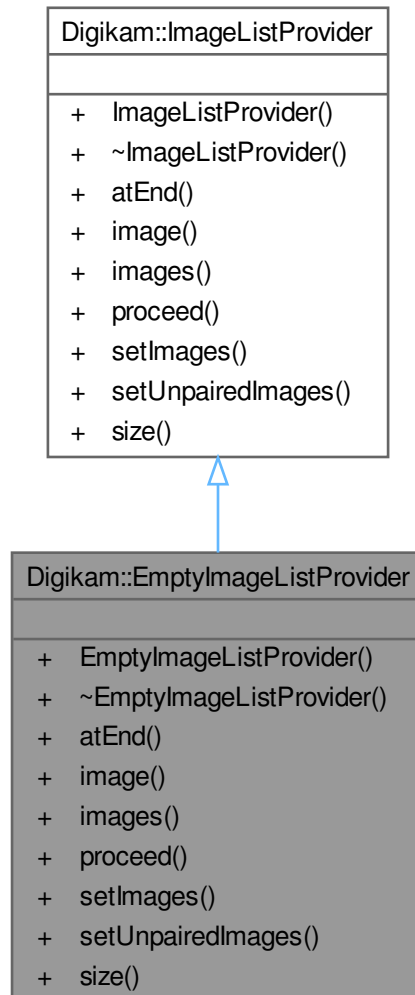 Digikam::ImageListProvider
+ ImageListProvider()
+ ~ImageListProvider()
+ atEnd()
+ image()
+ images()
+ proceed()
+ setImages()
+ setUnpairedImages()
+ size()
Digikam::EmptyImageListProvider
+ EmptyImageListProvider()
+ ~EmptyImageListProvider()
+ atEnd()
+ image()
+ images()
+ proceed()
+ setImages()
+ setUnpairedImages()
+ size()